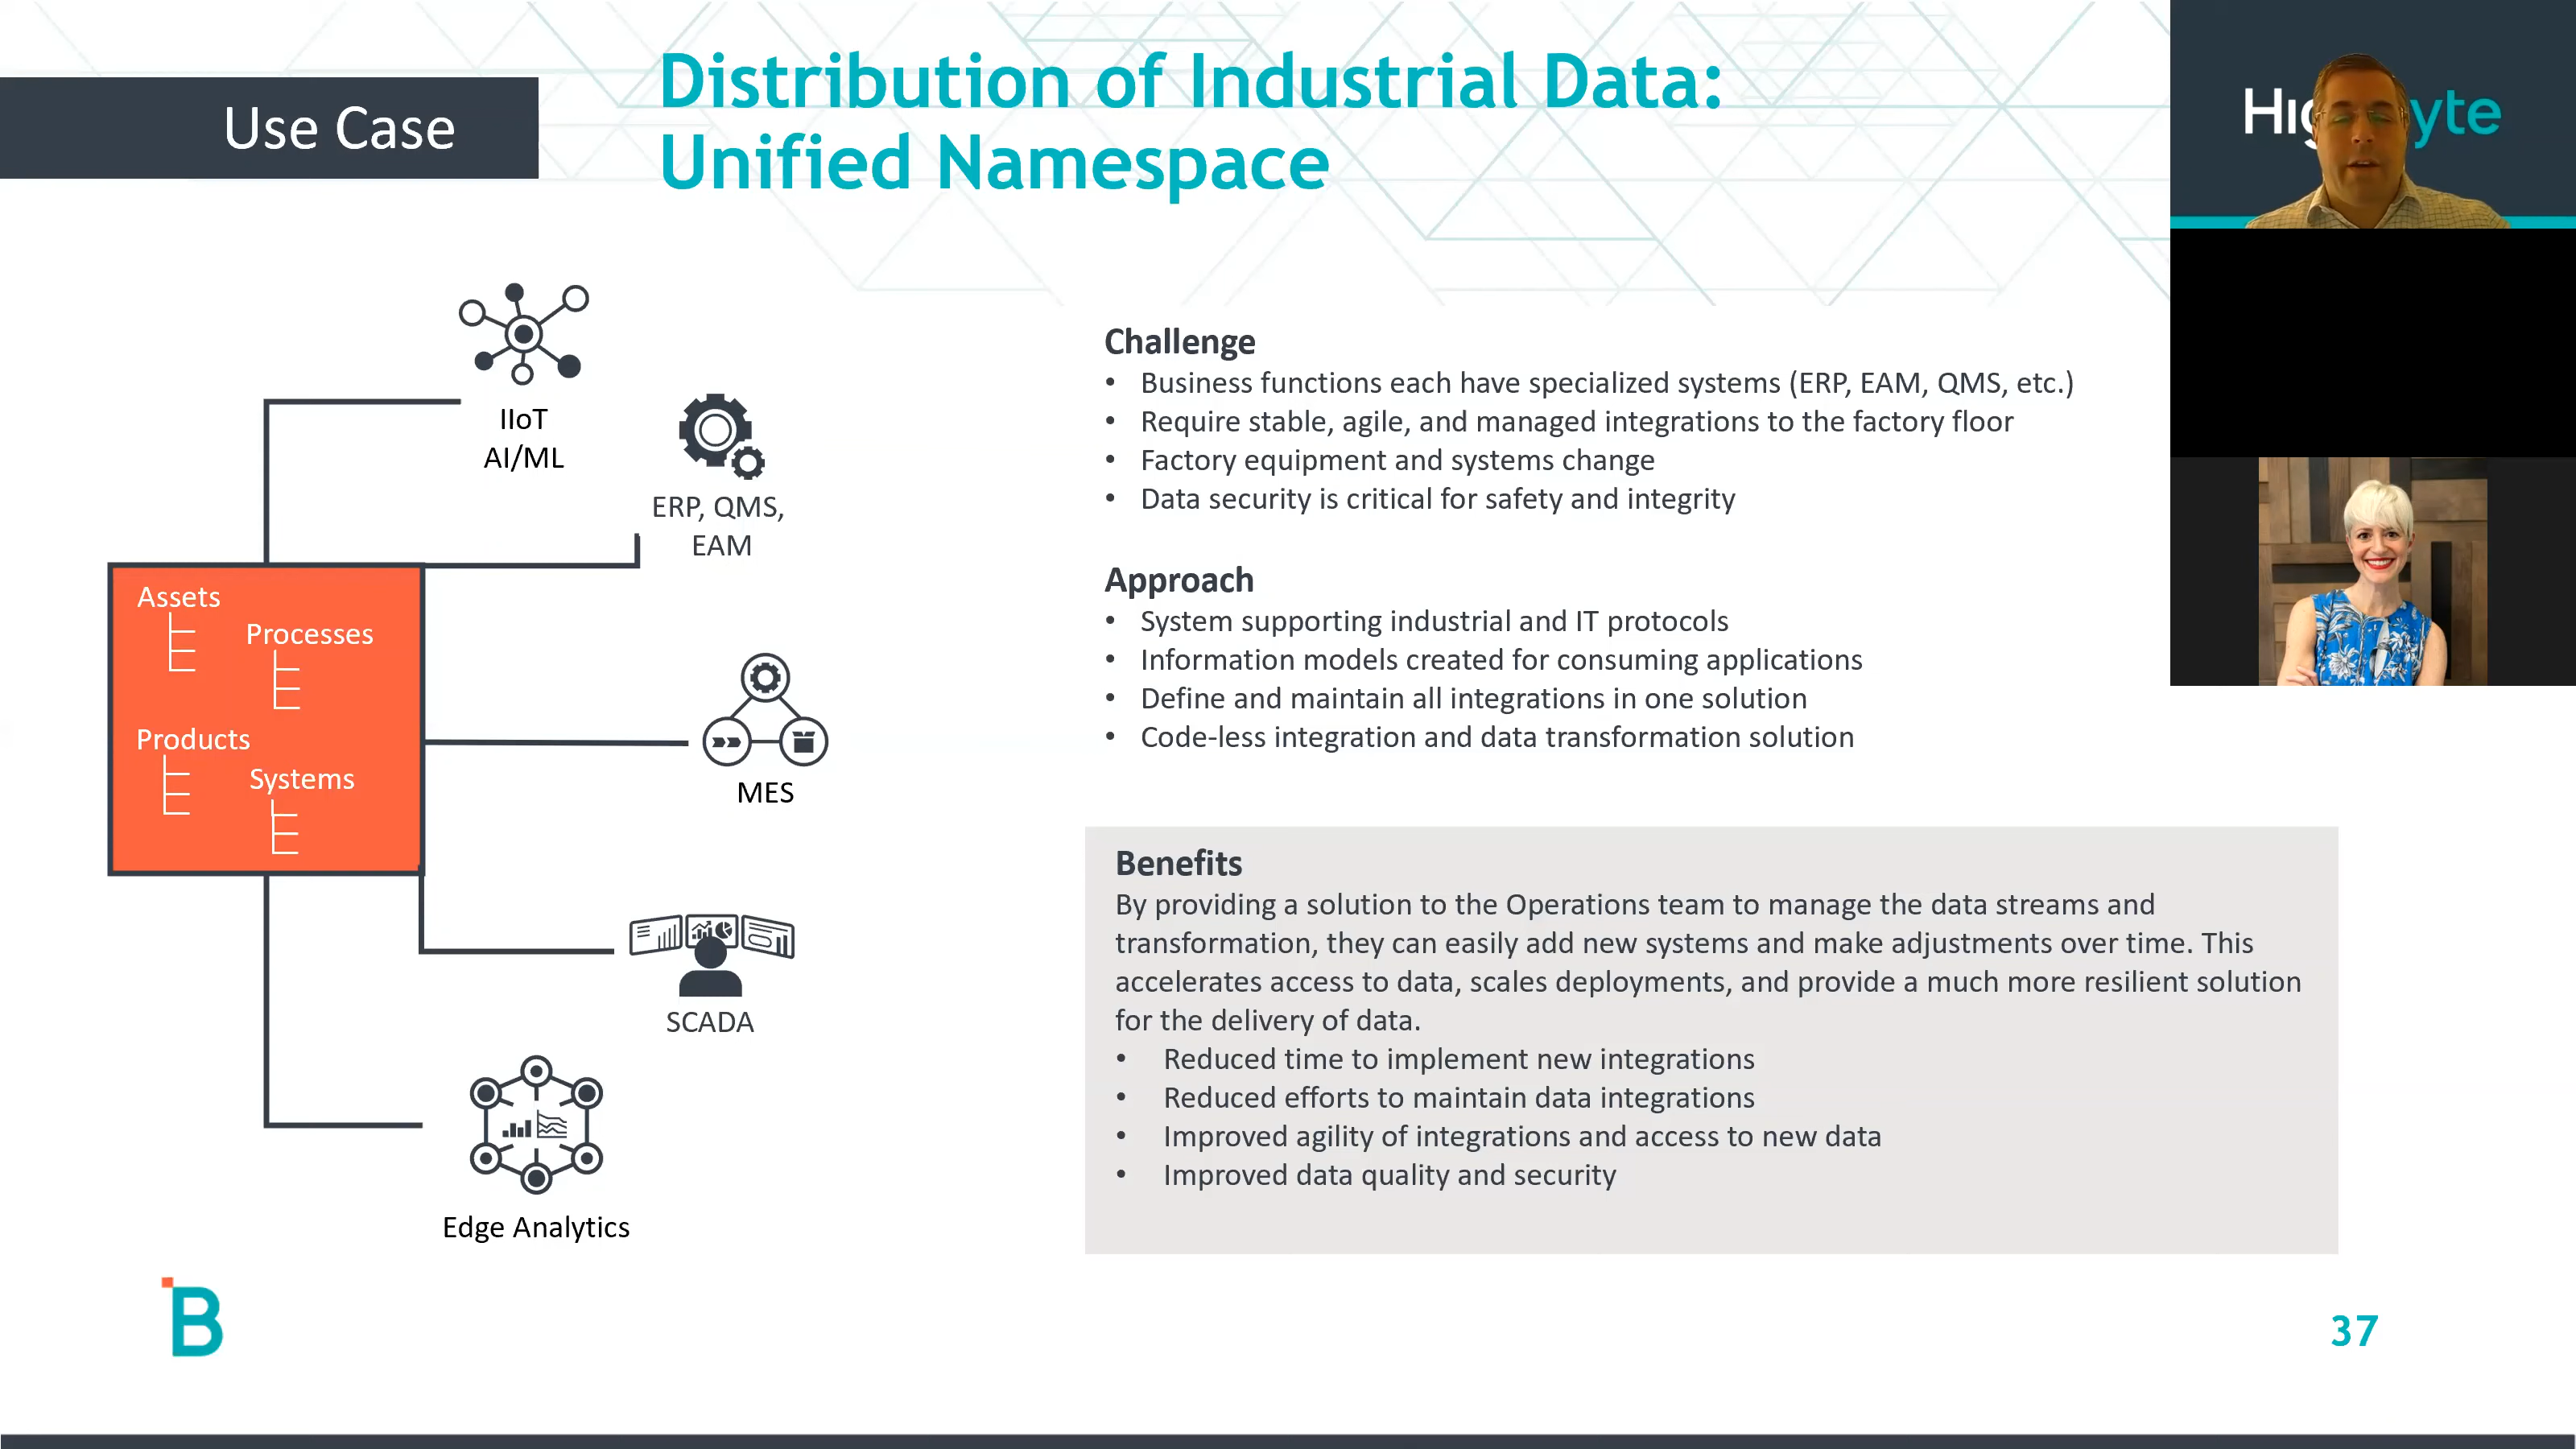 Use Case
Distribution of Industrial Data:
Unified Namespace
IIoT
AI/ML
ERP, QMS,
EAM
Assets
Processes
Products
Systems
MES
SCADA
Edge Analytics
Challenge
• Business functions each have specialized systems (ERP, EAM, QMS, etc.)
• Require stable, agile, and managed integrations to the factory floor
• Factory equipment and systems change
• Data security is critical for safety and integrity
Approach
• System supporting industrial and IT protocols
• Information models created for consuming applications
• Define and maintain all integrations in one solution
• Code-less integration and data transformation solution
Benefits
By providing a solution to the Operations team to manage the data streams and
transformation, they can easily add new systems and make adjustments over time. This
accelerates access to data, scales deployments, and provide a much more resilient solution
for the delivery of data.
• Reduced time to implement new integrations
• Reduced efforts to maintain data integrations
• Improved agility of integrations and access to new data
• Improved data quality and security
B
37